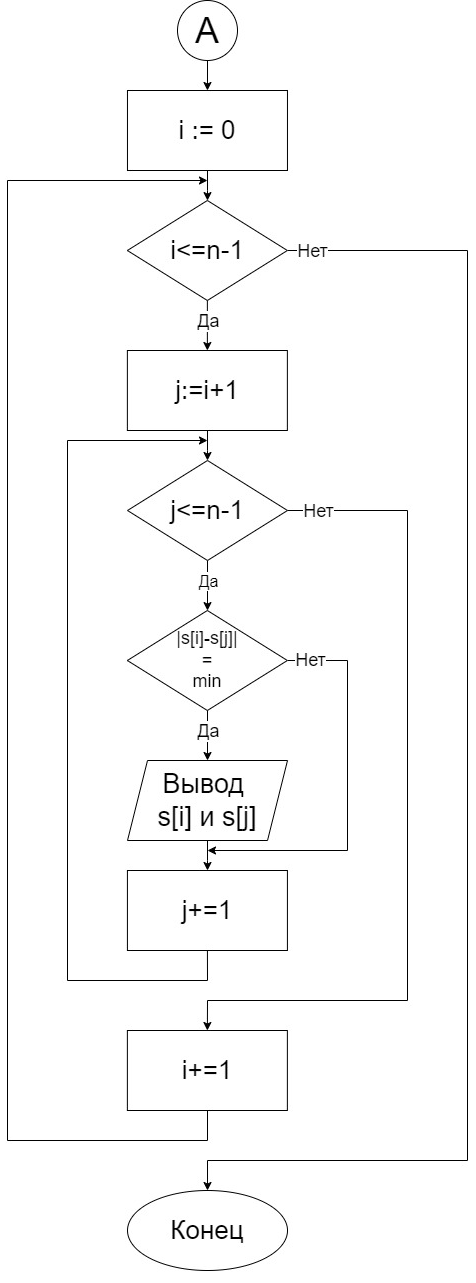 A
i := 0
i<=n-1
Нет
Да
j:=i+1
j<=n-1
Нет
Да
|s[i]-s[j]|
=
min
Нет
Да
Вывод
s[i] и s[j]
j+=1
i+=1
Конец